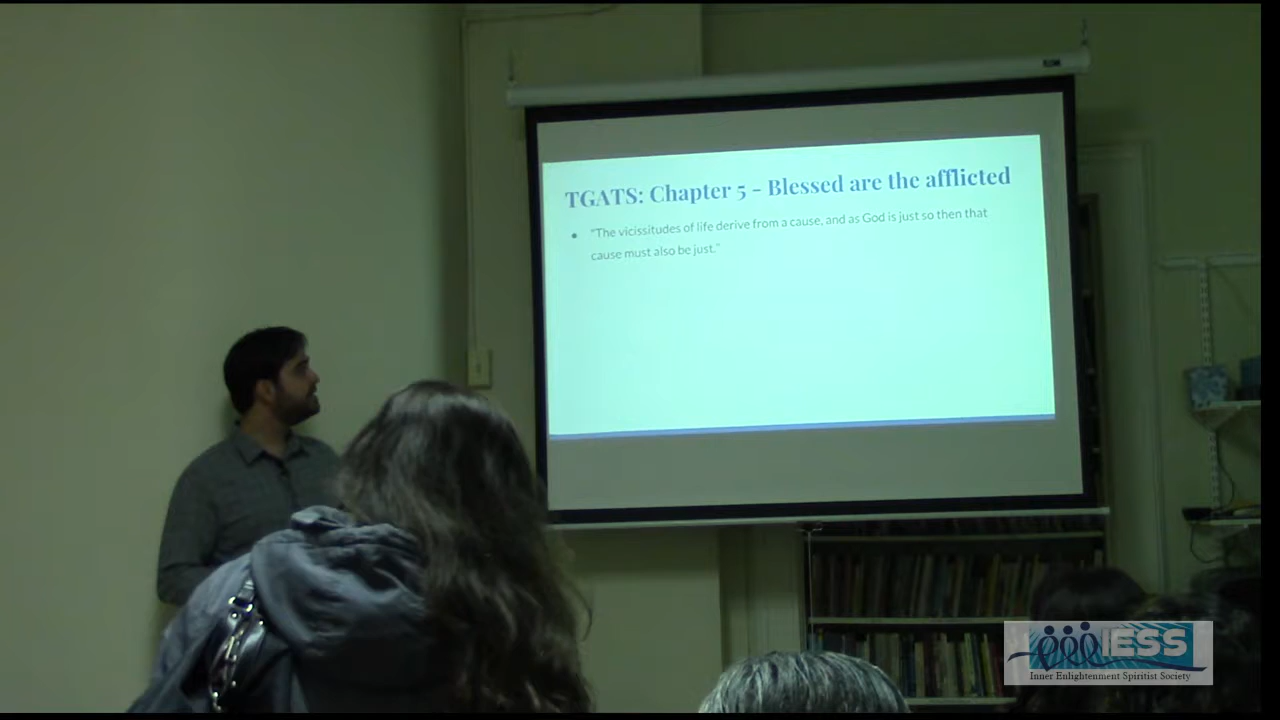 TGATS: Chapter 5 - Blessed are the afflicted
• "The vicissitudes of life derive from a cause, and as God is just so then that
cause must also be just."
IESS
Inner Enlightenment Spiritist Society